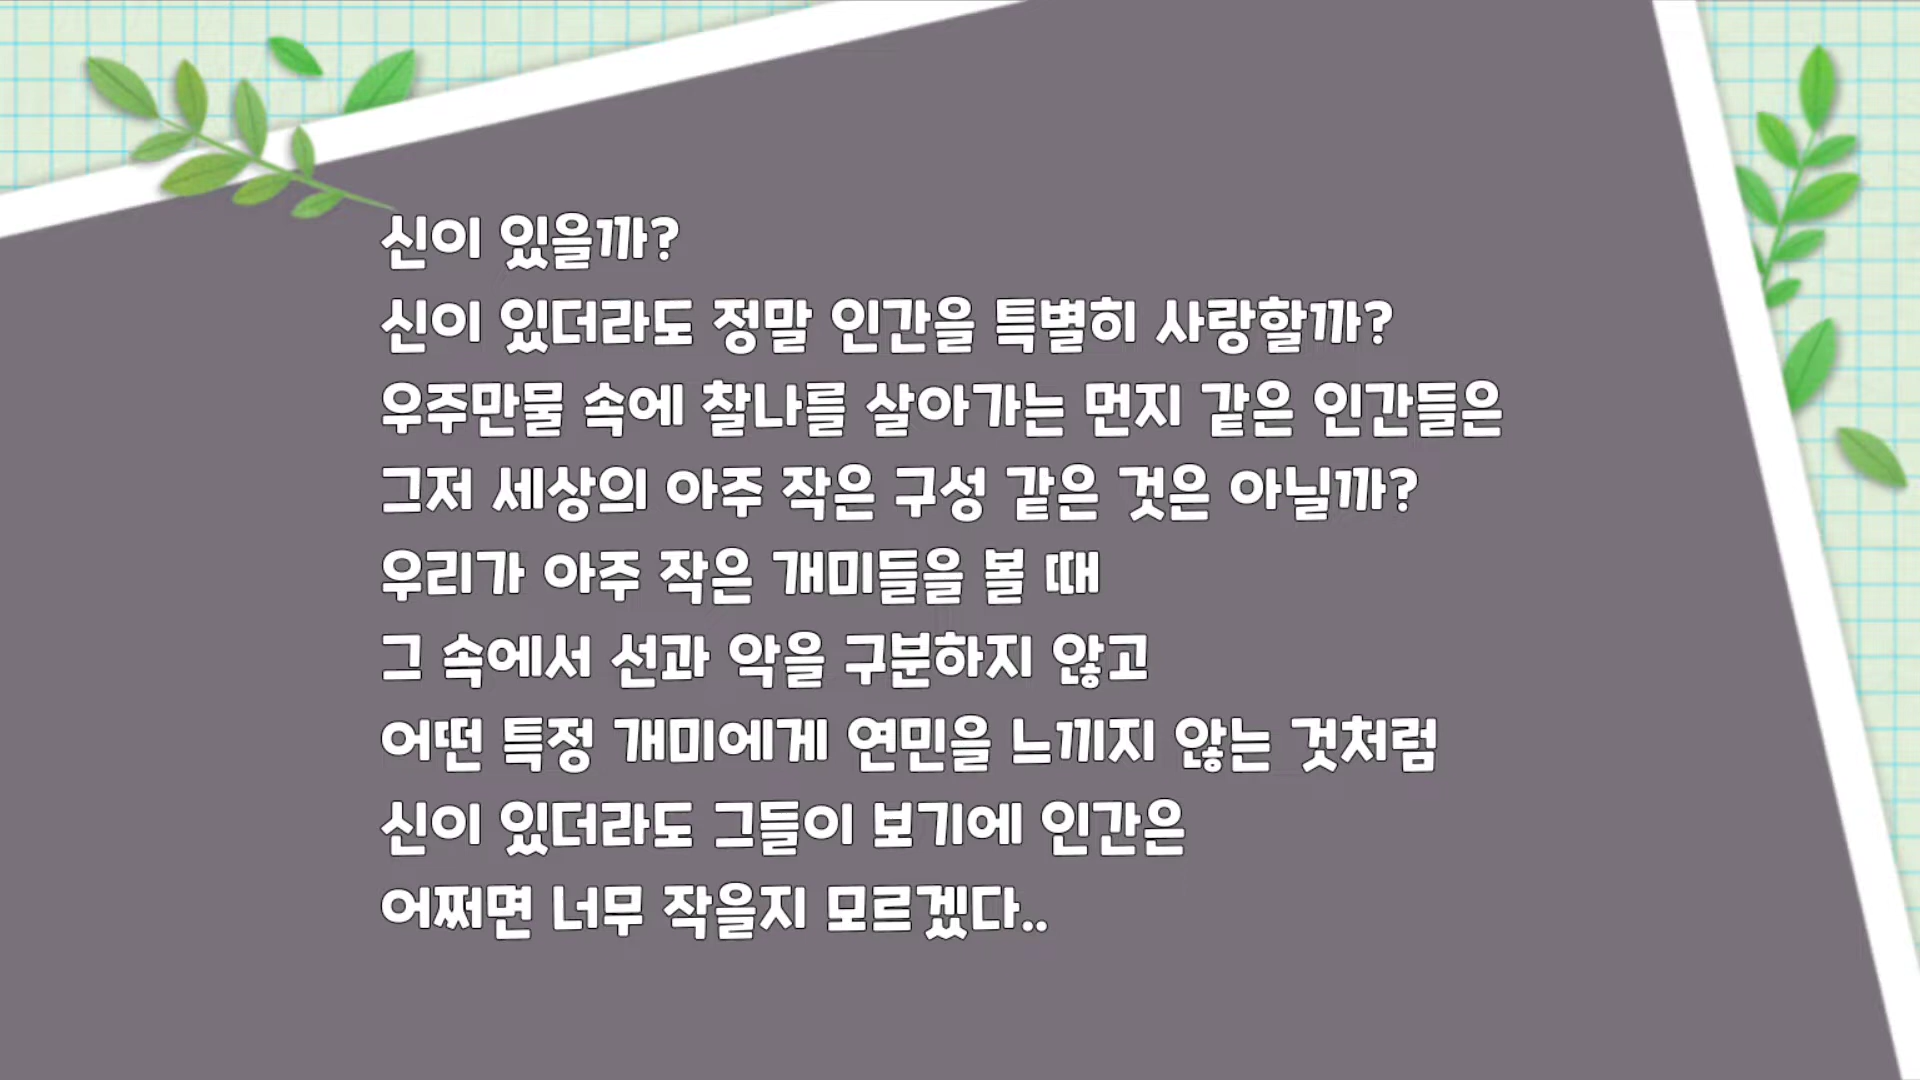 신이 있을까?
신이 있더라도 정말 인간을 특별히 사랑할까?
우주만물 속에 찰나를 살아가는 먼지 같은 인간들은
그저 세상의 아주 작은 구성 같은 것은 아닐까?
우리가 아주 작은 개미들을 볼 때
그 속에서 선과 악을 구분하지 않고
어떤 특정 개미에게 연민을 느끼지 않는 것처럼
신이 있더라도 그들이 보기에 인간은
어쩌면 너무 작을지 모르겠다..